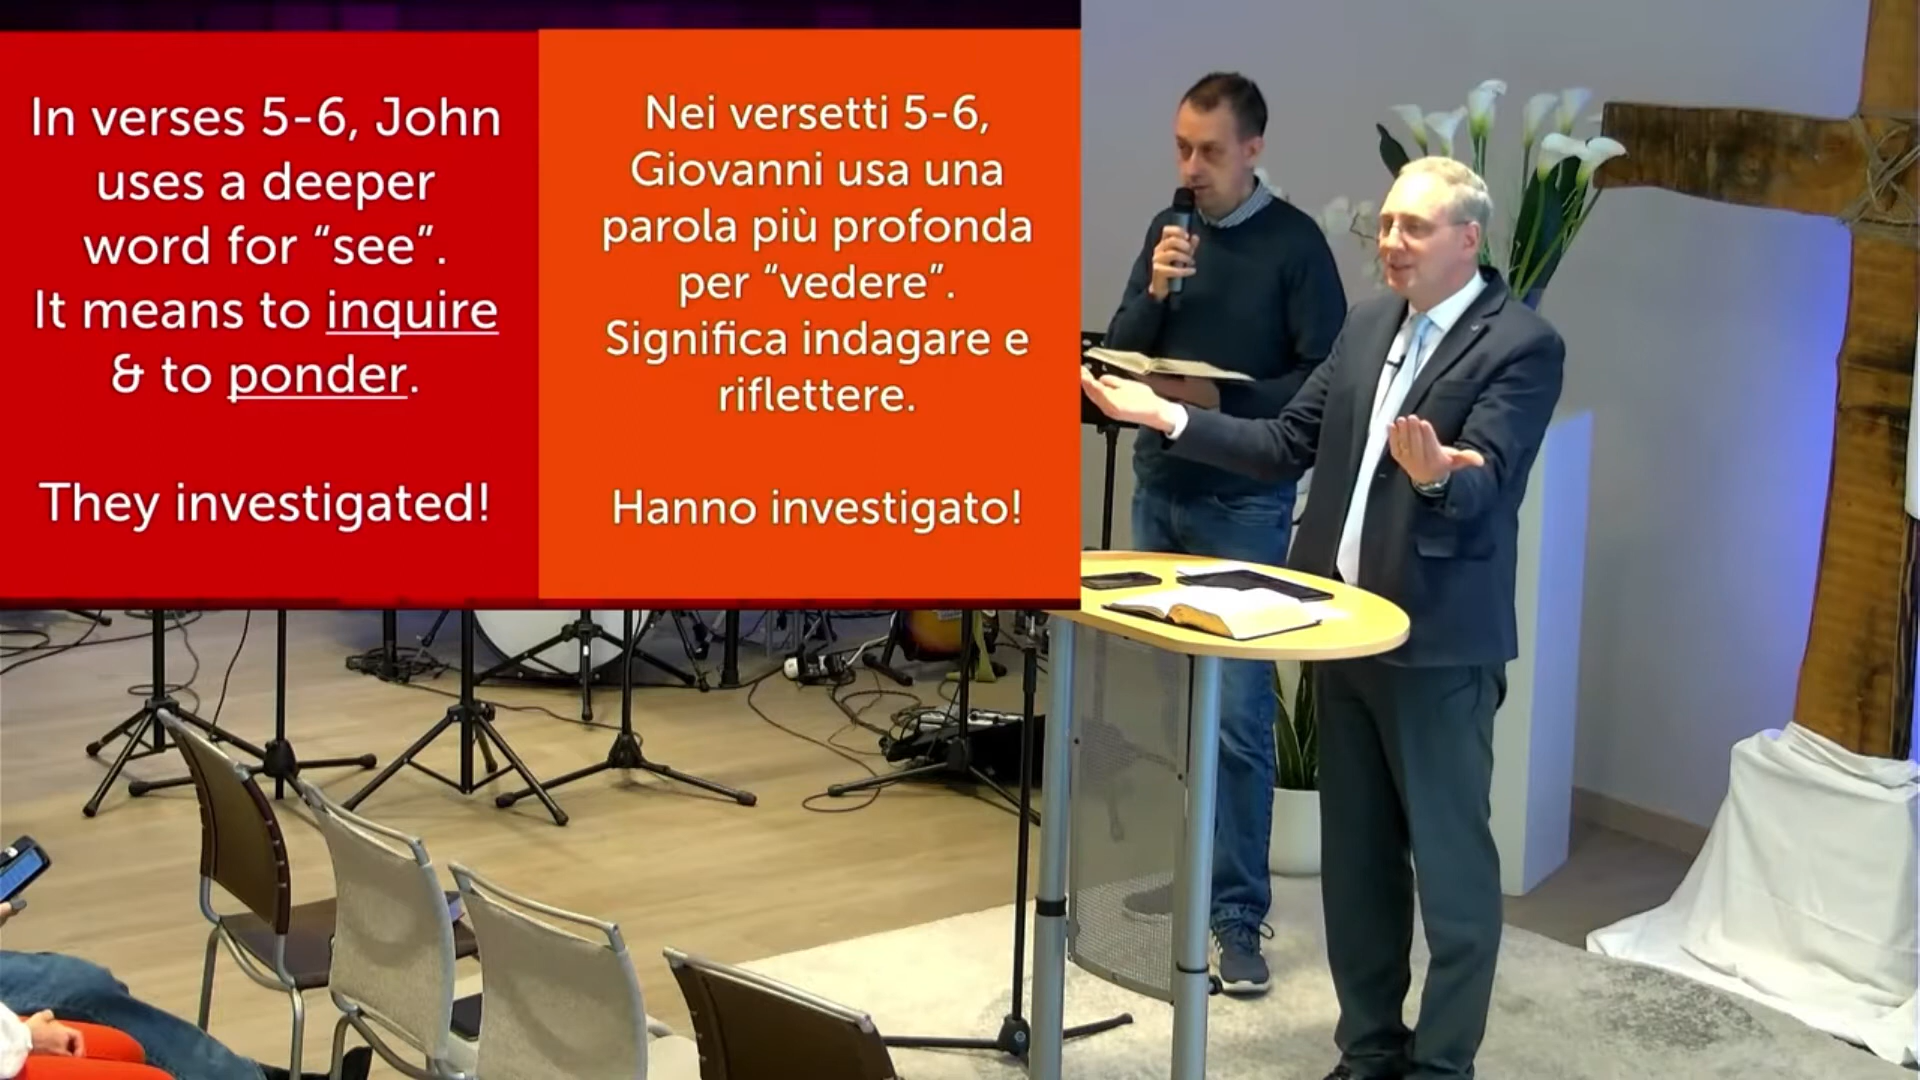 In verses 5-6, John
uses a deeper
word for “see”.
It means to inquire
& to ponder.
They investigated!
Nei versetti 5-6,
Giovanni usa una
parola più profonda
per “vedere”.
Significa indagare e
riflettere.
Hanno investigato!